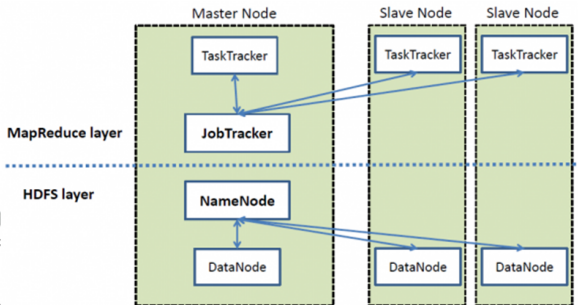 Master Node
Slave Node
Slave Node
TaskTracker
TaskTracker
TaskTracker
MapReduce layer
JobTracker
HDFS layer
NameNode
DataNode
DataNode
DataNode